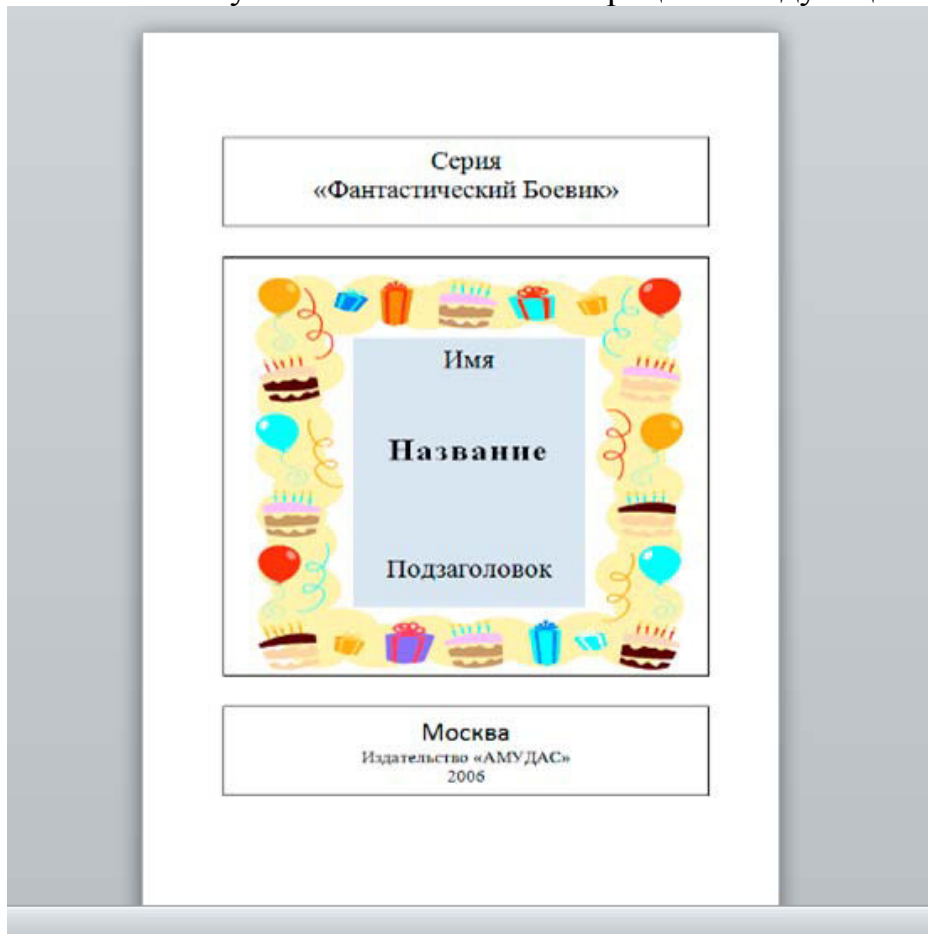 Серия
«Фантастический Боевик»
Имя
Название
Подзаголовок
Москва
Издательство «АМУДАС»
2006